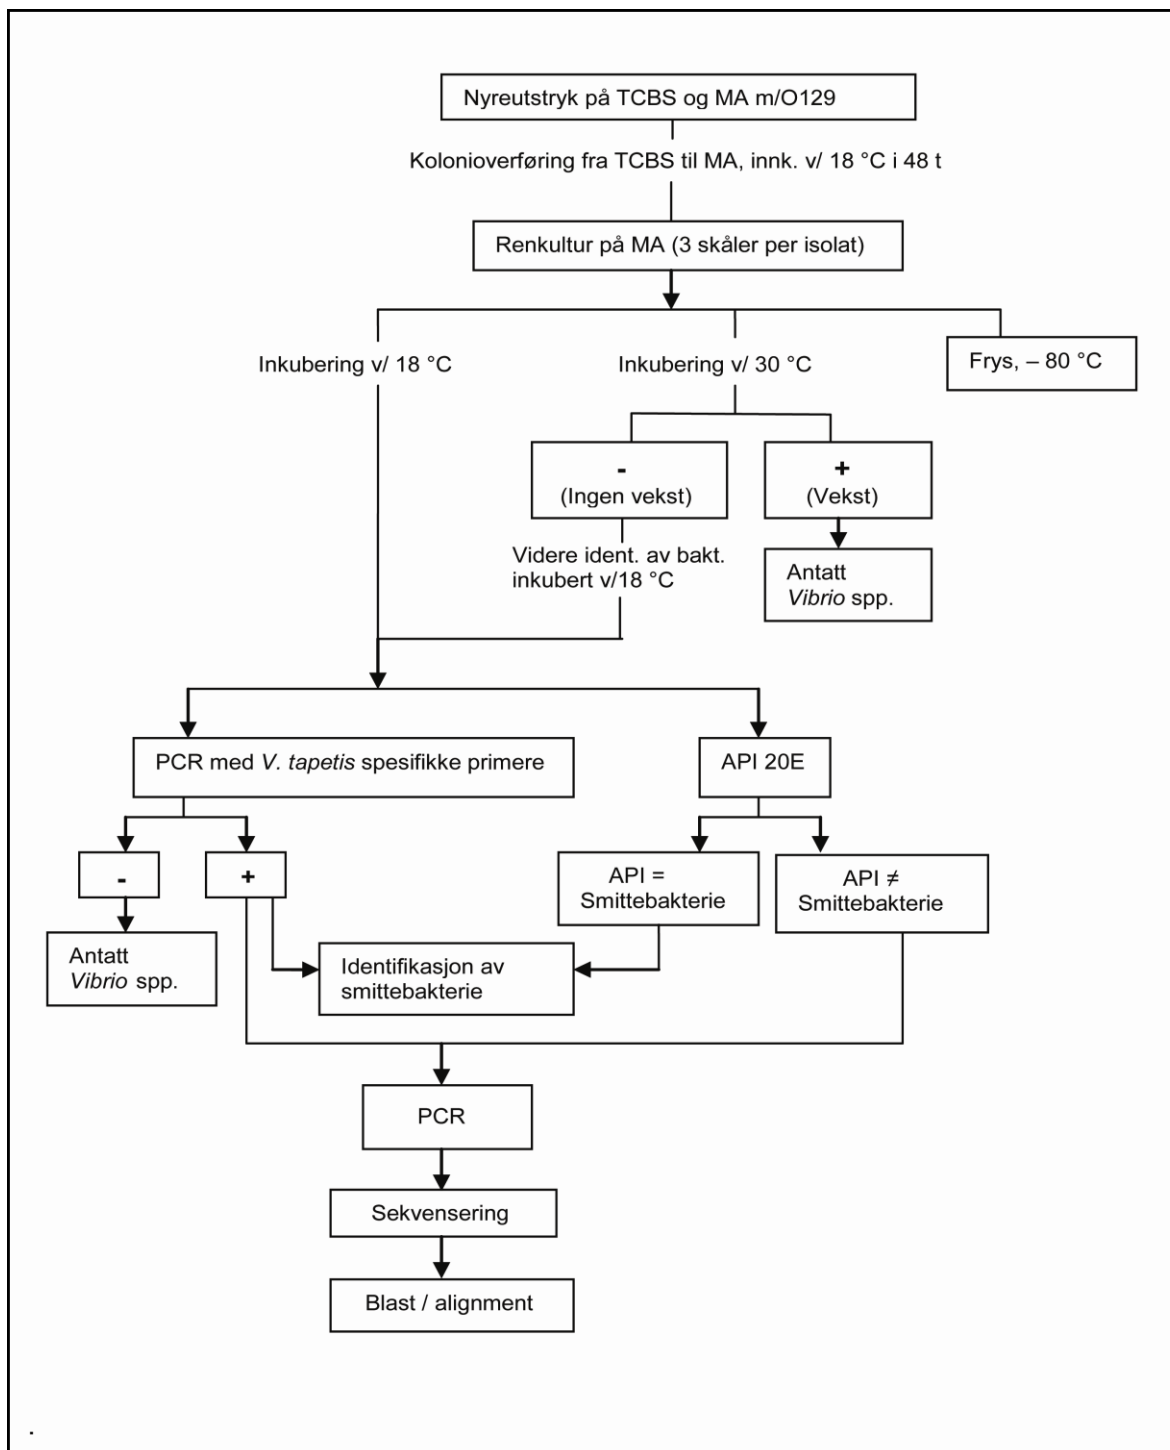 Nyreutstryk på TCBS og MA m/O129
Kolonioverføring fra TCBS til MA, innk. v/ 18 °C i 48 t
Renkultur på MA (3 skåler per isolat)
Inkubering v/ 18 °C
Inkubering v/ 30 °C
Frys, – 80 °C
-
(Ingen vekst)
+
(Vekst)
Videre ident. av bakt.
inkubert v/18 °C
Antatt
Vibrio spp.
PCR med V. tapetis spesifikke primere
API 20E
-
+
API =
Smittebakterie
API ≠
Smittebakterie
Antatt
Vibrio spp.
Identifikasjon av
smittebakterie
PCR
Sekvensering
Blast / alignment
.